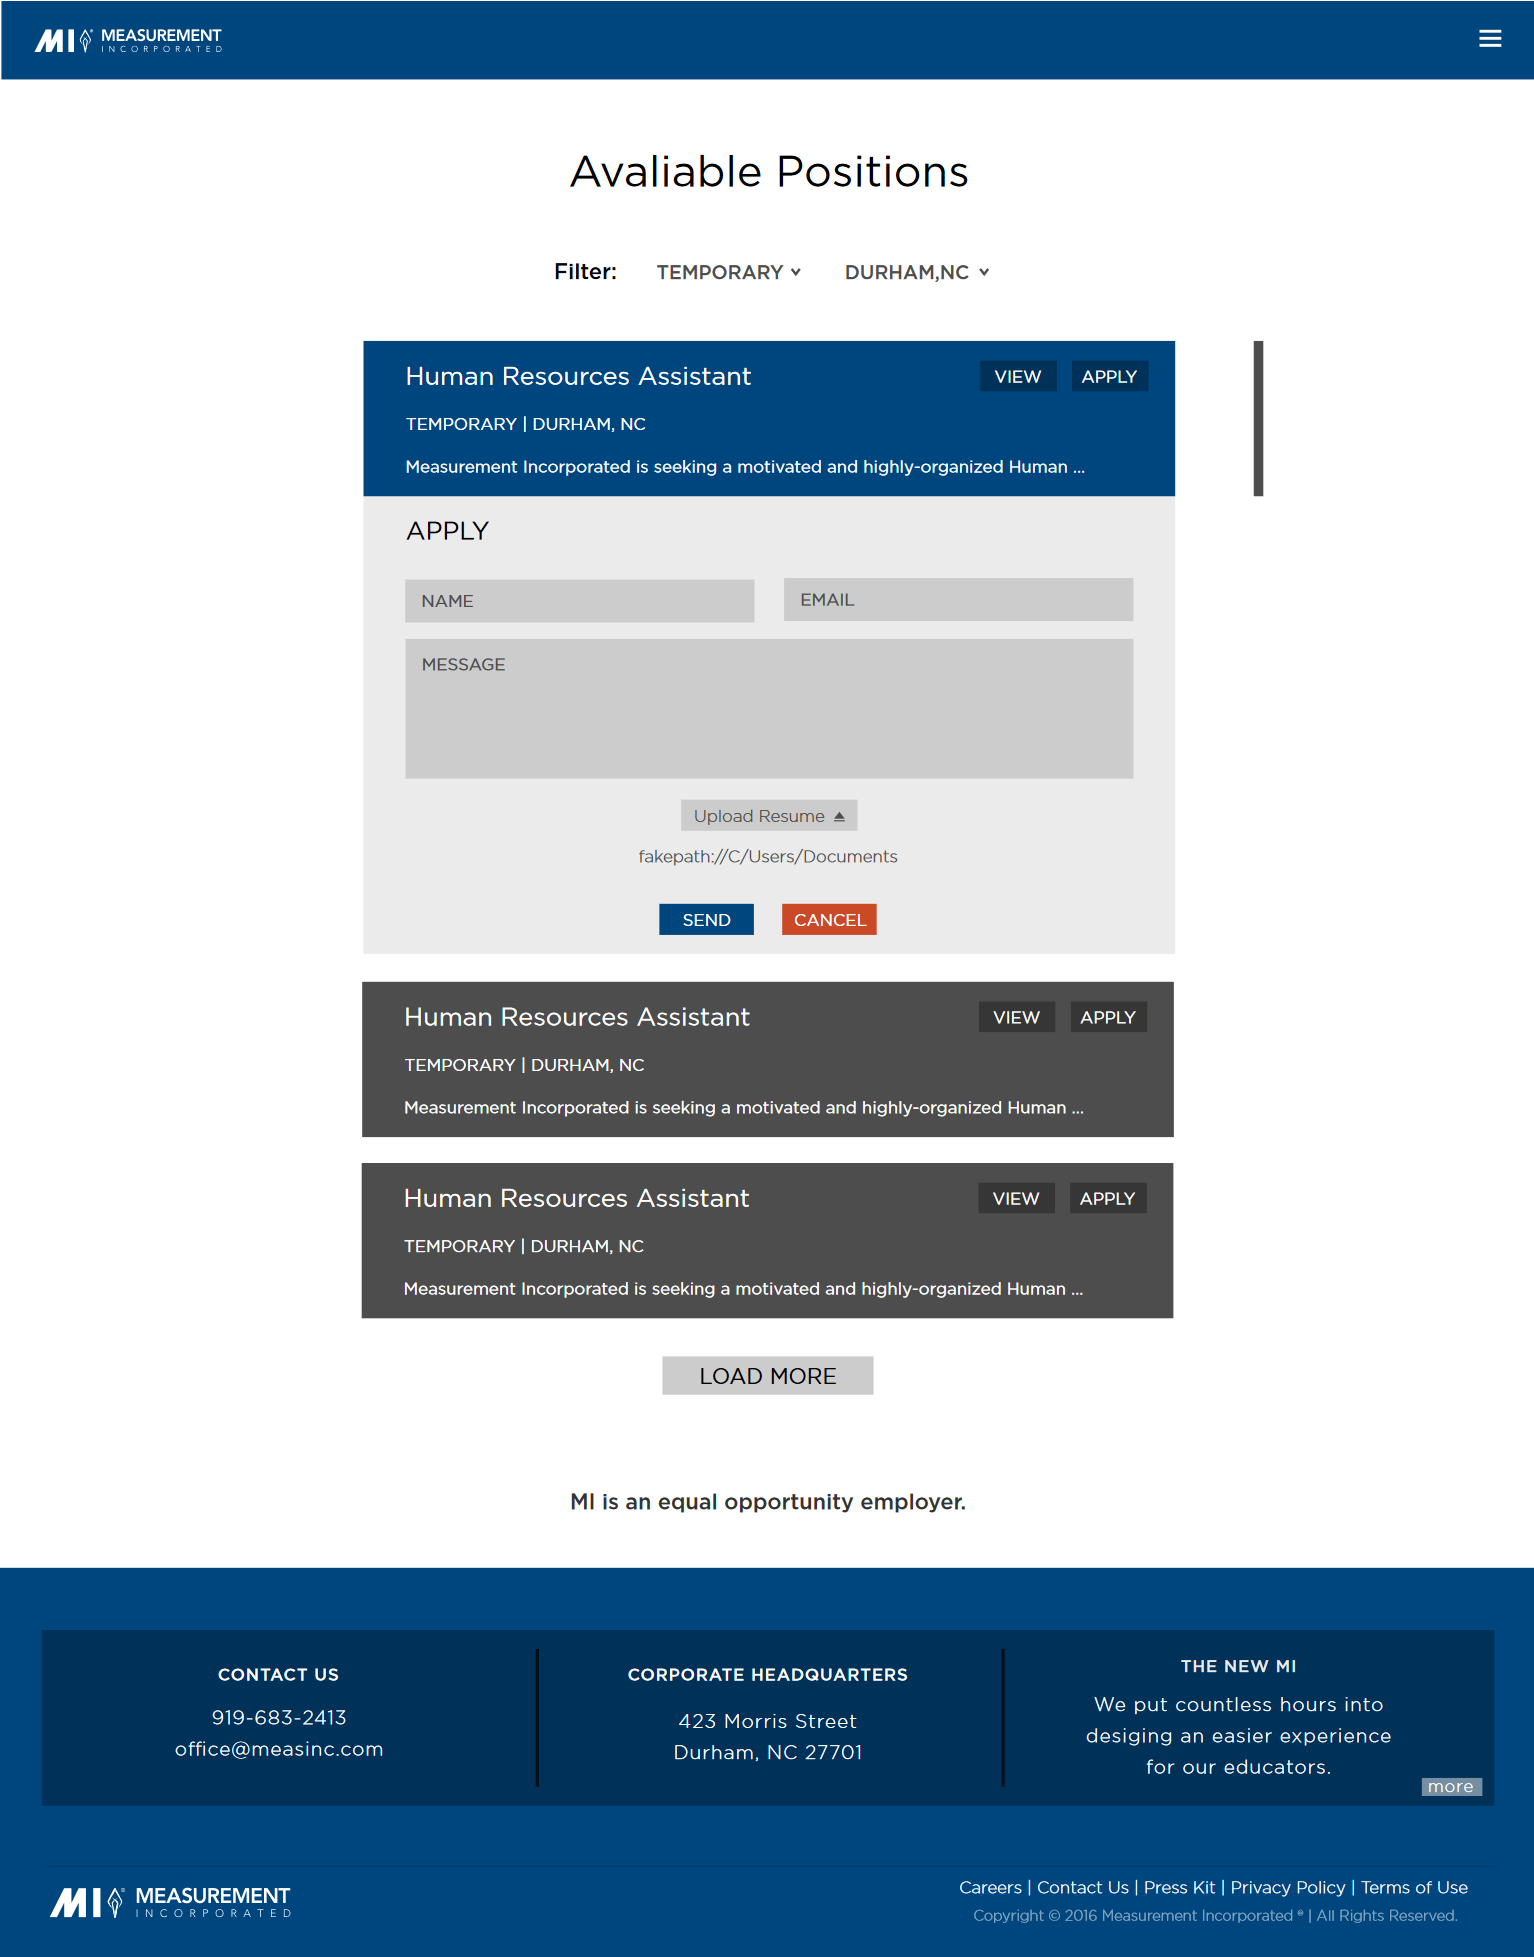 MI MEASUREMENT
INCORPORATED
Avaliable Positions
Filter: TEMPORARY DURHAM,NC
Human Resources Assistant VIEW APPLY
TEMPORARY | DURHAM, NC
Measurement Incorporated is seeking a motivated and highly-organized Human ...
APPLY
NAME EMAIL
MESSAGE
Upload Resume
fakepath://C/Users/Documents
SEND CANCEL
Human Resources Assistant VIEW APPLY
TEMPORARY | DURHAM, NC
Measurement Incorporated is seeking a motivated and highly-organized Human ...
Human Resources Assistant VIEW APPLY
TEMPORARY | DURHAM, NC
Measurement Incorporated is seeking a motivated and highly-organized Human ...
LOAD MORE
MI is an equal opportunity employer.
CONTACT US
919-683-2413
office@measinc.com
CORPORATE HEADQUARTERS
423 Morris Street
Durham, NC 27701
THE NEW MI
We put countless hours into
desiging an easier experience
for our educators.
more
MI MEASUREMENT
INCORPORATED
Careers | Contact Us | Press Kit | Privacy Policy | Terms of Use
Copyright © 2016 Measurement Incorporated ® | All Rights Reserved.